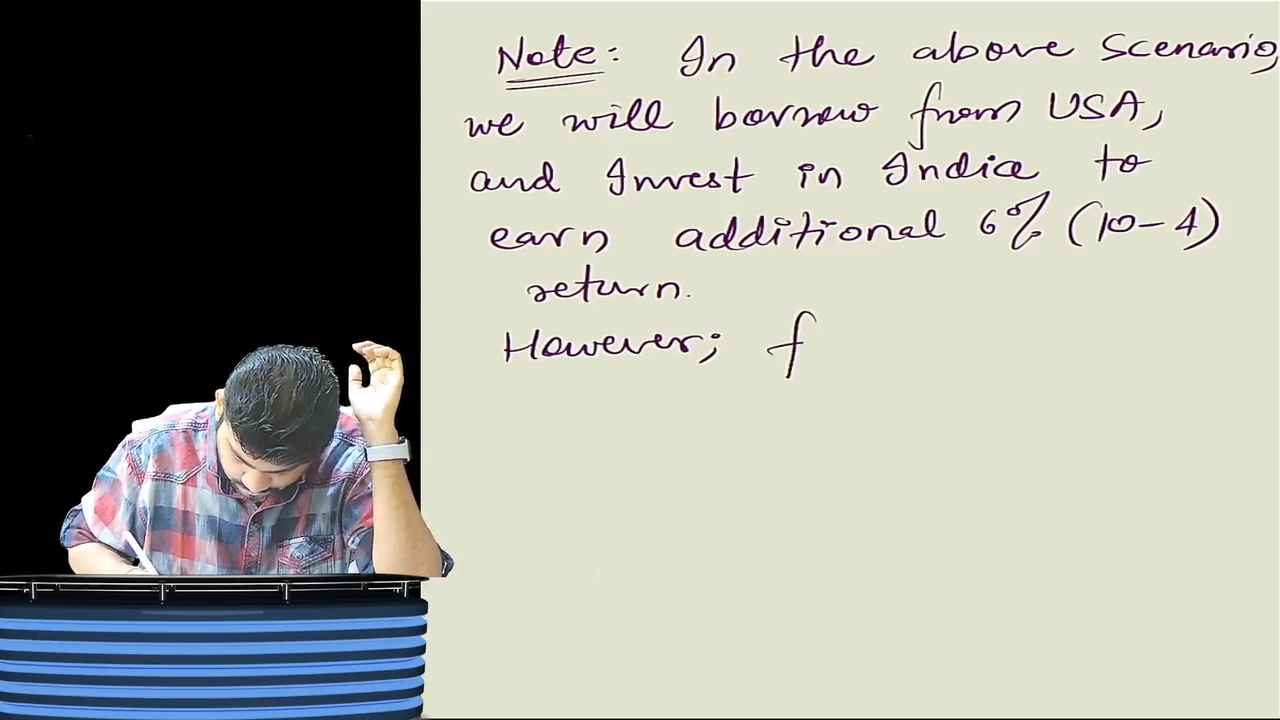 Note: In the above Scenario,
we will borrow from USA,
and Invest in India to
earn additional 6% (10-4)
return.
However; f